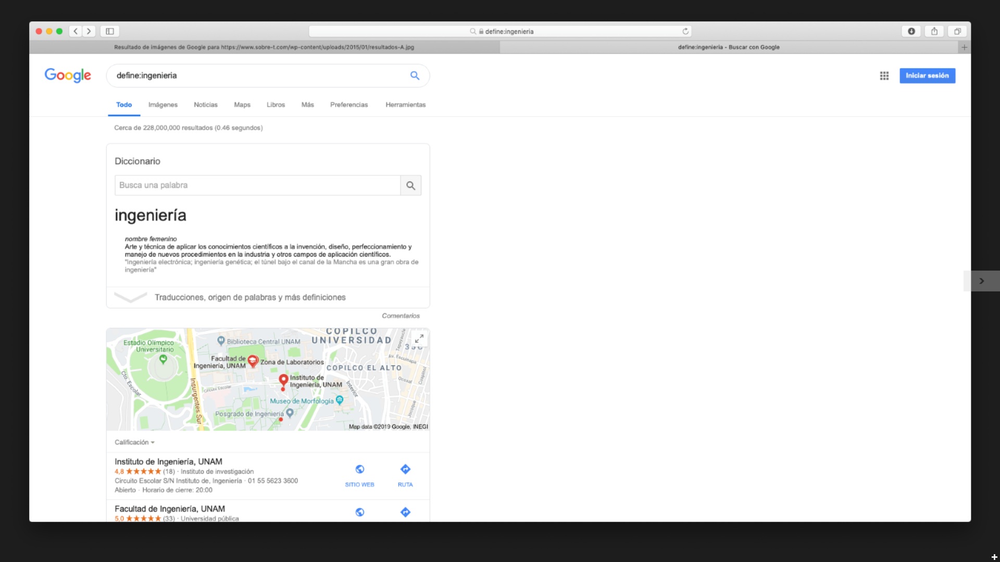 define:ingenieria
Resultado de imágenes de Google para https://www.sobre-t.com/wp-content/uploads/2015/01/resultados-A.jpg
define:ingenieria - Buscar con Google
Google
define:ingenieria
Iniciar sesión
Todo
Imágenes
Noticias
Maps
Libros
Más
Preferencias
Herramientas
Cerca de 228,000,000 resultados (0.46 segundos)
Diccionario
Busca una palabra
ingeniería
nombre femenino
Arte y técnica de aplicar los conocimientos científicos a la invención, diseño, perfeccionamiento y
manejo de nuevos procedimientos en la industria y otros campos de aplicación científicos.
"ingeniería electrónica; ingeniería genética; el túnel bajo el canal de la Mancha es una gran obra de
ingeniería"
Traducciones, origen de palabras y más definiciones
Comentarios
COPILCO
UNIVERSIDAD
Estadio Olímpico
Universitario
Biblioteca Central UNAM
Facultad de
Ingeniería, UNAM
Zona de Laboratorios
Av. Escuinapa
COPILCO EL ALTO
Cto. Escolar
Insurgentes Sur
Circuito Escolar
Instituto de
Ingeniería, UNAM
Interior
Ocoxal
Copinol
Tepeyaucle
Jocoque
Museo de Morfología
Posgrado de Ingeniería
Map data ©2019 Google, INEGI
Calificación
Instituto de Ingeniería, UNAM
4,8 ★★★★★ (18) · Instituto de investigación
Circuito Escolar S/N Instituto de, Ingeniería · 01 55 5623 3600
Abierto · Horario de cierre: 20:00
SITIO WEB
RUTA
Facultad de Ingeniería, UNAM
5,0 ★★★★★ (33) · Universidad pública